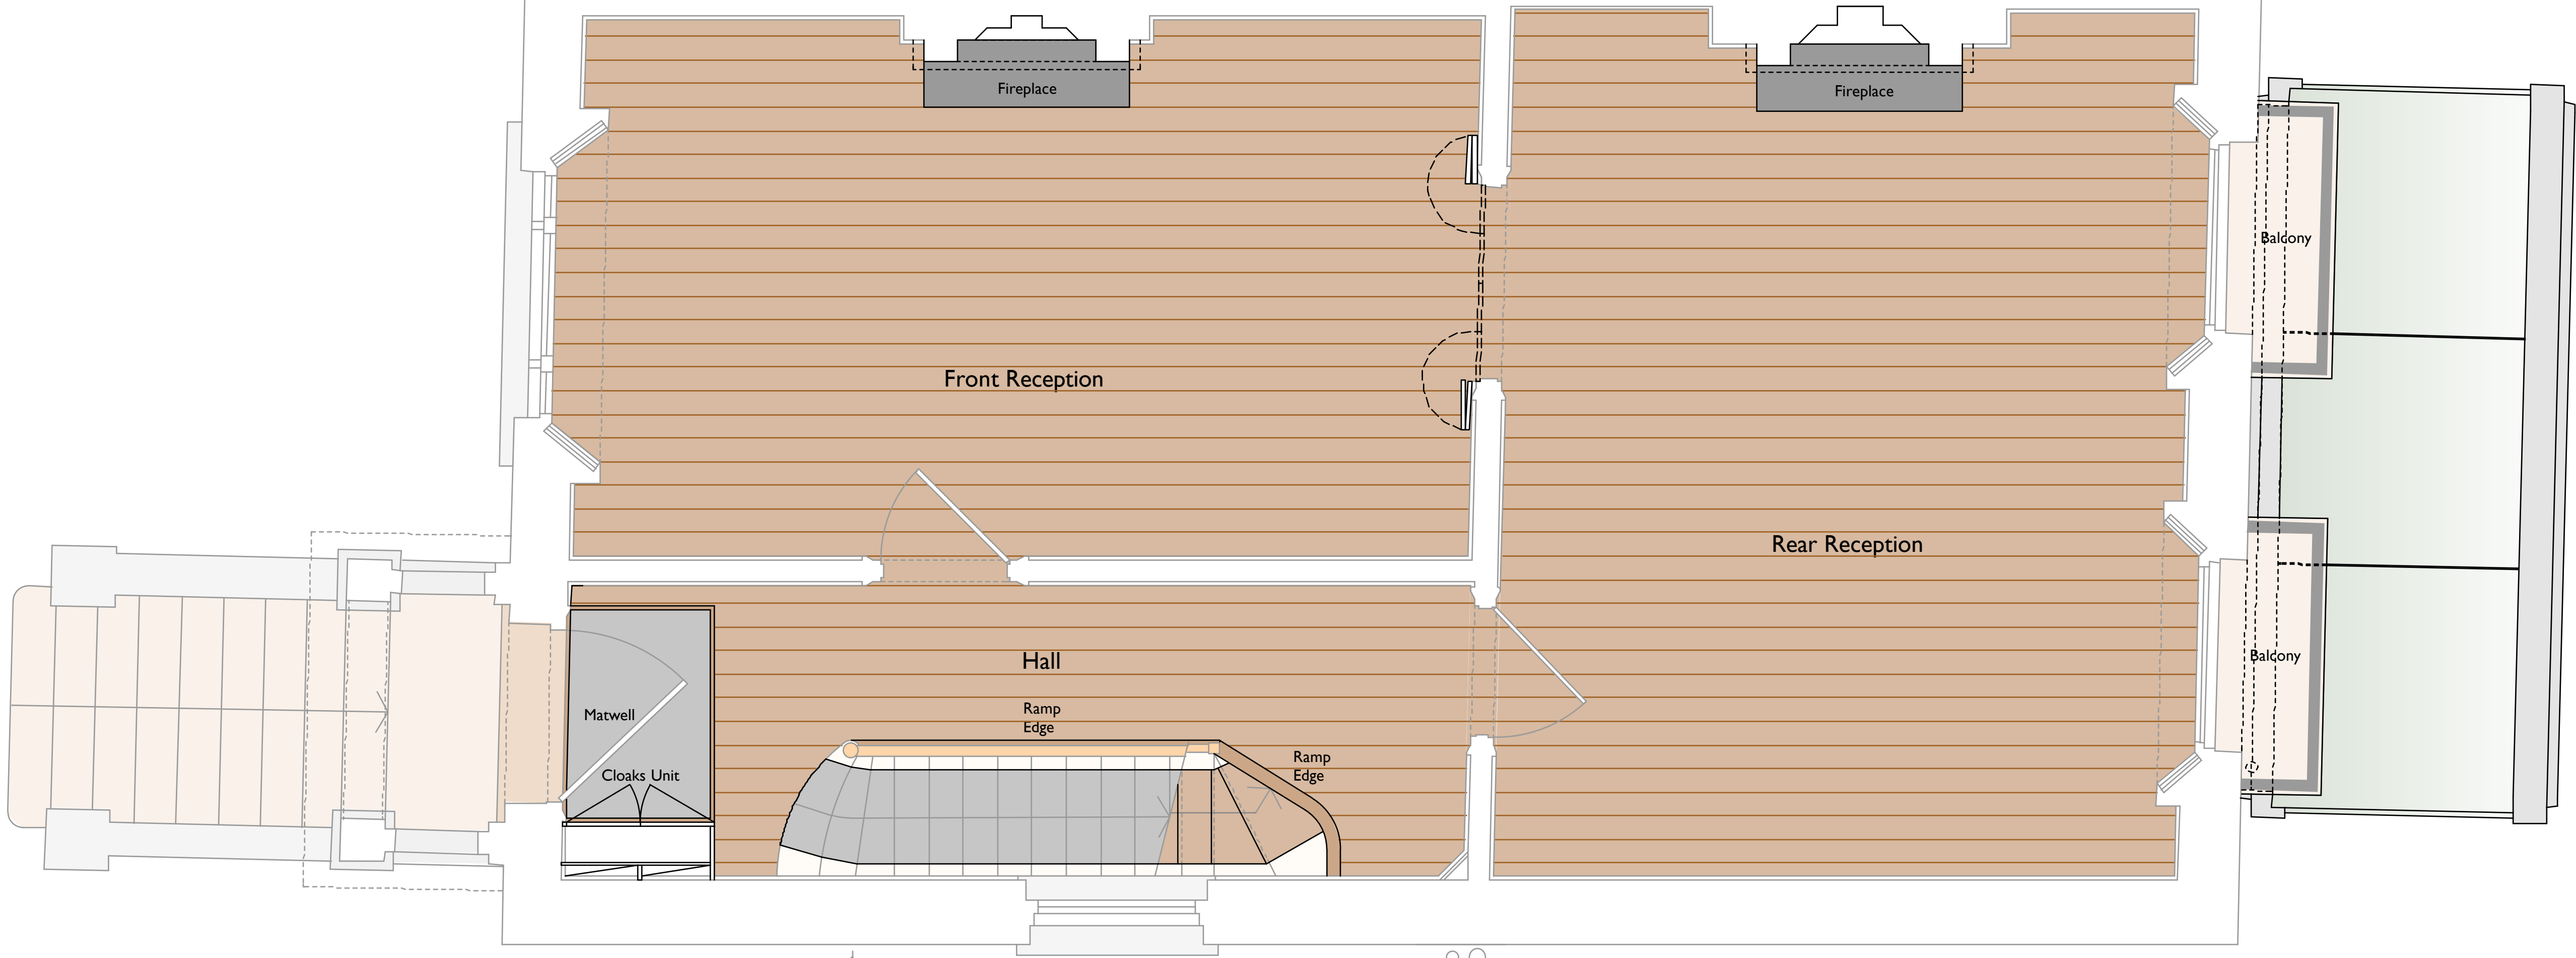 Fireplace
Fireplace
Balcony
Front Reception
Rear Reception
Hall
Balcony
Matwell
Ramp
Edge
Ramp
Edge
Cloaks Unit